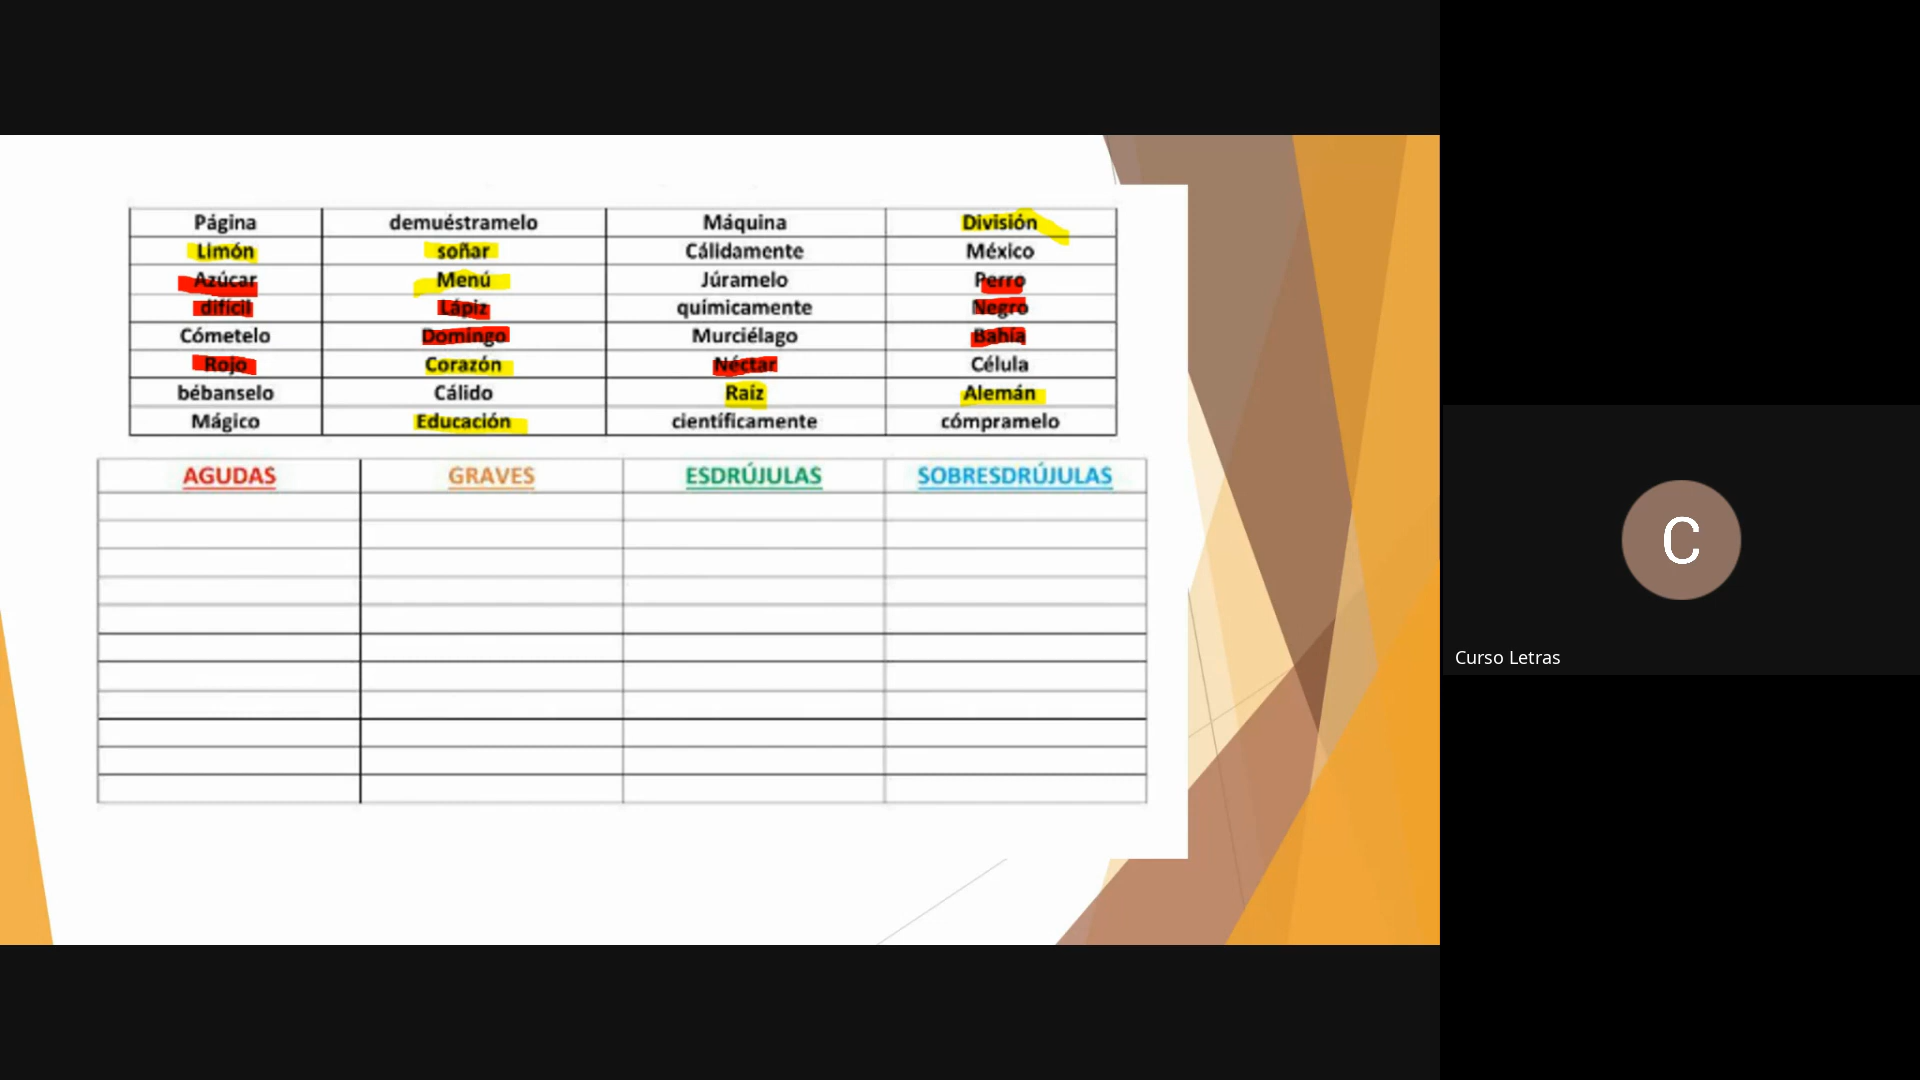 Página demuéstramelo Máquina División
Limón soñar Cálidamente México
Azúcar Menú Júramelo Perro
difícil Lápiz químicamente Negro
Cómetelo Domingo Murciélago Bahía
Rojo Corazón Néctar Célula
bébanselo Cálido Raíz Alemán
Mágico Educación científicamente cómpramelo
AGUDAS GRAVES ESDRÚJULAS SOBRESDRÚJULAS
C
Curso Letras